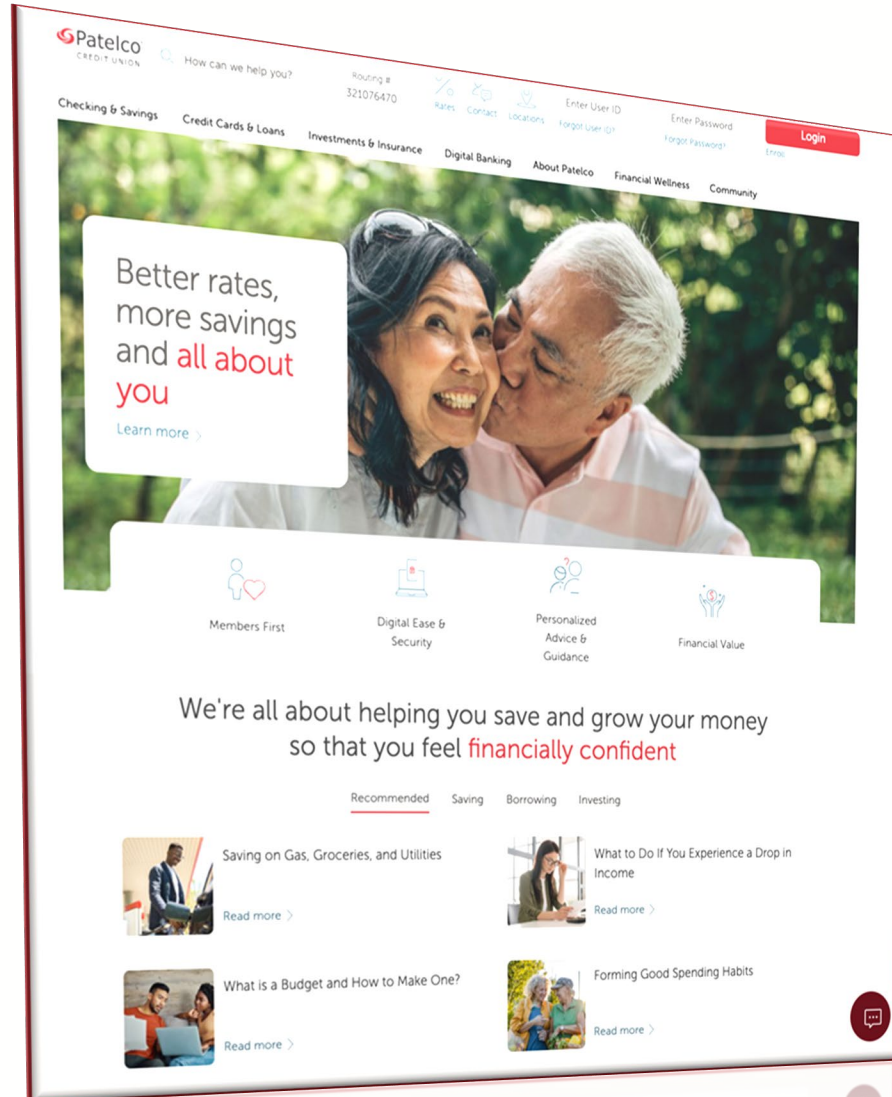 Patelco
CREDIT UNION
How can we help you?
Routing #
321076470
Rates
Contact
Locations
Enter User ID
Forgot User ID?
Enter Password
Forgot Password?
Login
Enroll
Checking & Savings
Credit Cards & Loans
Investments & Insurance
Digital Banking
About Patelco
Financial Wellness
Community
Better rates,
more savings
and all about
you
Learn more
Members First
Digital Ease &
Security
Personalized
Advice &
Guidance
Financial Value
We're all about helping you save and grow your money
so that you feel financially confident
Recommended
Saving
Borrowing
Investing
Saving on Gas, Groceries, and Utilities
Read more
What to Do If You Experience a Drop in
Income
Read more
What is a Budget and How to Make One?
Read more
Forming Good Spending Habits
Read more